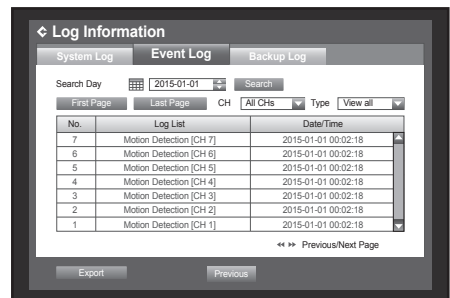 Log Information
System Log Event Log Backup Log
Search Day 2015-01-01 Search
First Page Last Page CH All CHs Type View all
No. Log List Date/Time
7 Motion Detection [CH 7] 2015-01-01 00:02:18
6 Motion Detection [CH 6] 2015-01-01 00:02:18
5 Motion Detection [CH 5] 2015-01-01 00:02:18
4 Motion Detection [CH 4] 2015-01-01 00:02:18
3 Motion Detection [CH 3] 2015-01-01 00:02:18
2 Motion Detection [CH 2] 2015-01-01 00:02:18
1 Motion Detection [CH 1] 2015-01-01 00:02:18
Previous/Next Page
Export Previous